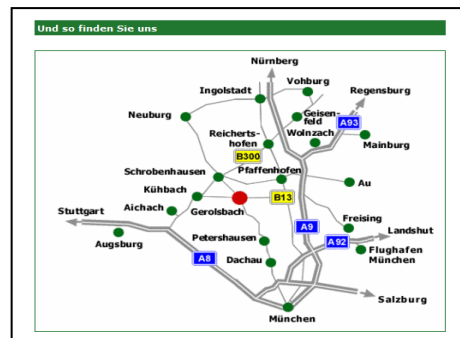 Und so finden Sie uns
Nürnberg
Ingolstadt
Vohburg
Regensburg
Neuburg
Geisen-
feld
A93
Reicherts-
hofen
Wolnzach
Mainburg
B300
Schrobenhausen
Pfaffenhofen
Kühbach
Au
B13
Gerolsbach
Aichach
Stuttgart
Freising
A9
Landshut
Augsburg
Petershausen
A92
Flughafen
München
A8
Dachau
Salzburg
München